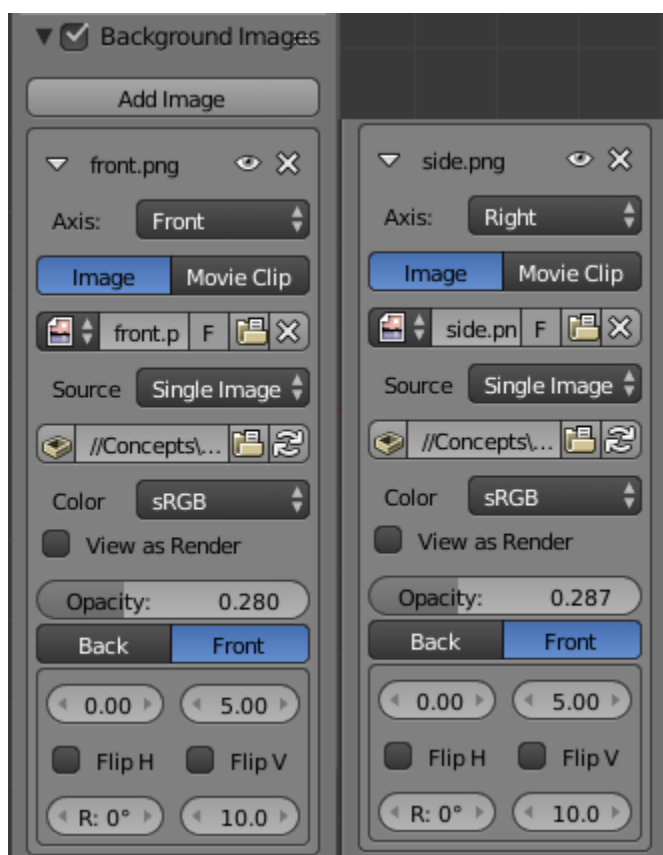 Background Images
Add Image
front.png
Axis: Front
Image Movie Clip
front.p F
Source Single Image
//Concepts\...
Color sRGB
View as Render
Opacity: 0.280
Back Front
0.00 5.00
Flip H Flip V
R: 0° 10.0
side.png
Axis: Right
Image Movie Clip
side.pn F
Source Single Image
//Concepts\...
Color sRGB
View as Render
Opacity: 0.287
Back Front
0.00 5.00
Flip H Flip V
R: 0° 10.0